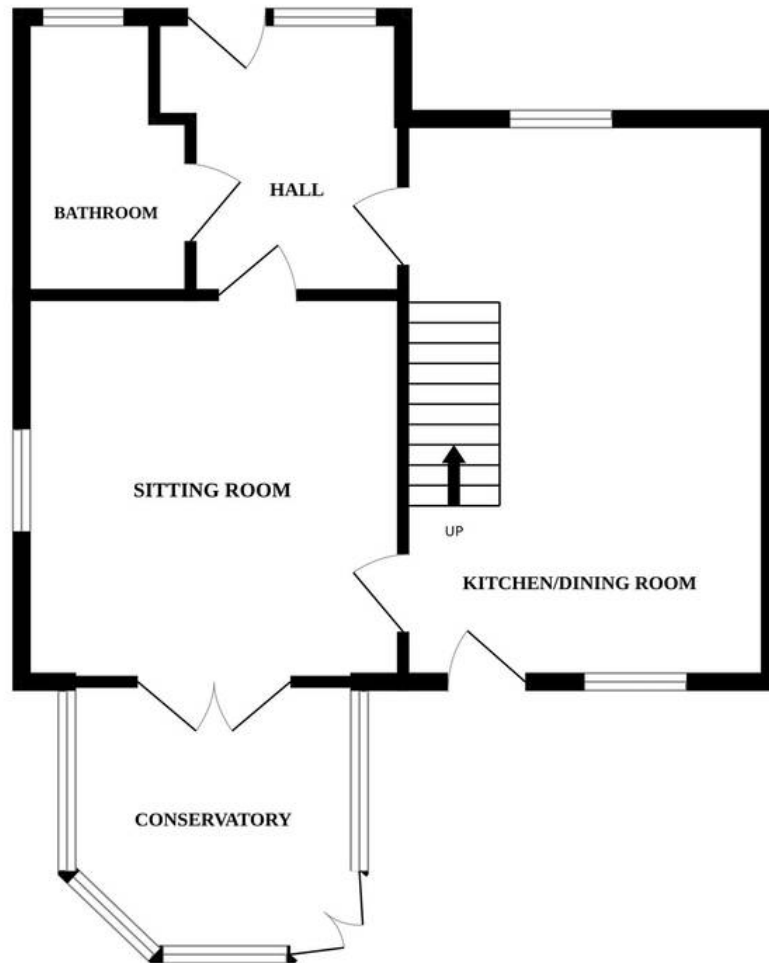 HALL
BATHROOM
SITTING ROOM
UP
KITCHEN/DINING ROOM
CONSERVATORY